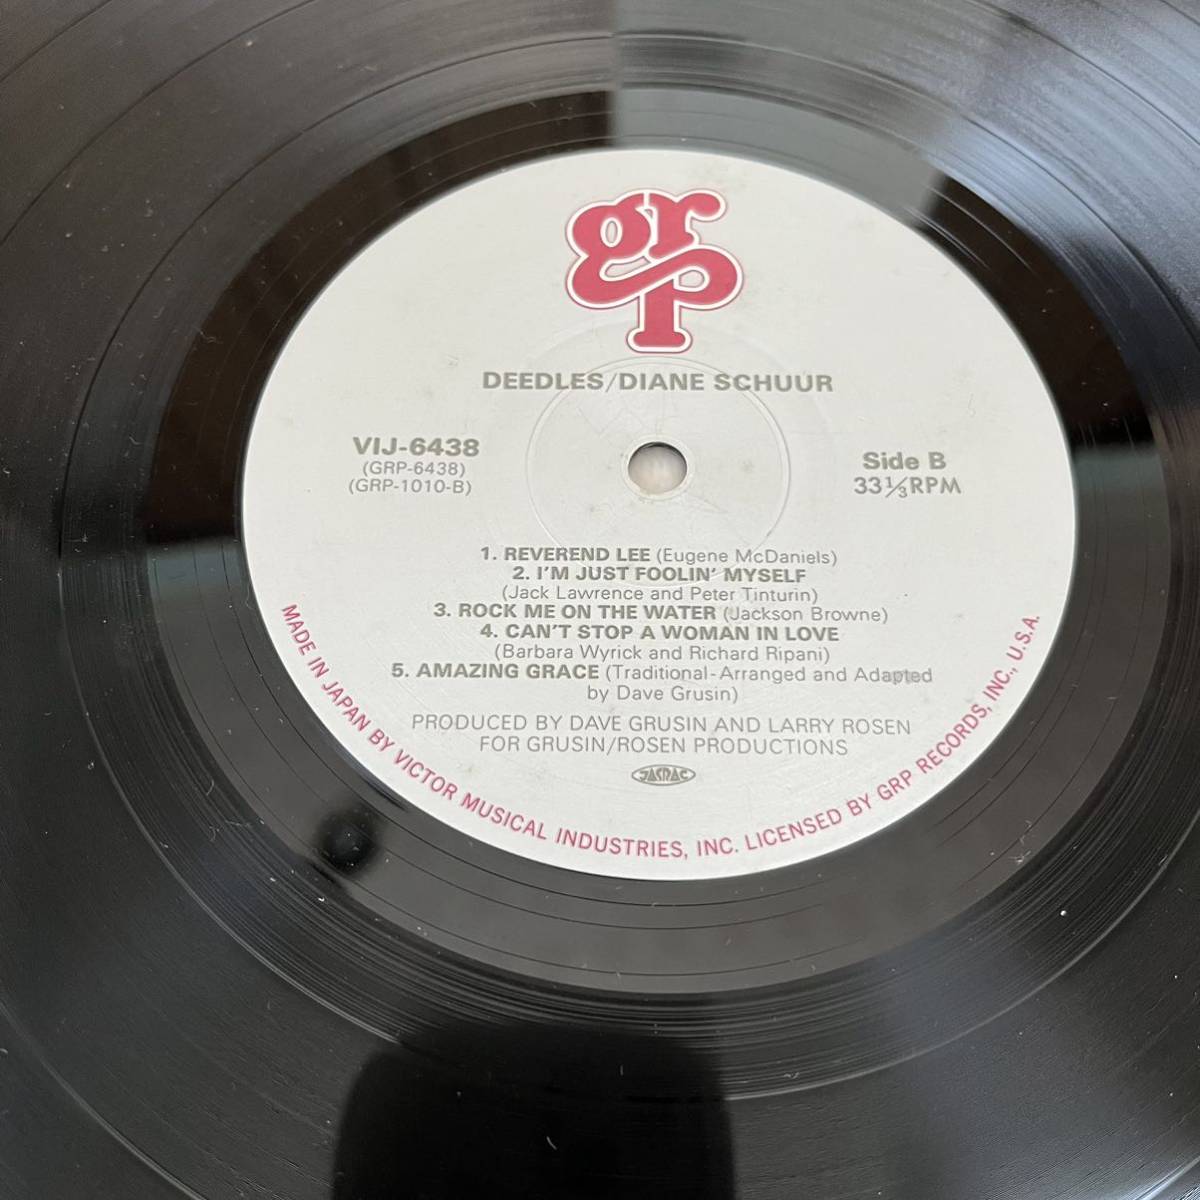 grp
DEEDLES/DIANE SCHUUR
VIJ-6438
(GRP-6438)
(GRP-1010-B)
Side B
33⅓RPM
1. REVEREND LEE (Eugene McDaniels)
2. I'M JUST FOOLIN' MYSELF
(Jack Lawrence and Peter Tinturin)
3. ROCK ME ON THE WATER (Jackson Browne)
4. CAN'T STOP A WOMAN IN LOVE
(Barbara Wyrick and Richard Ripani)
5. AMAZING GRACE (Traditional-Arranged and Adapted
by Dave Grusin)
PRODUCED BY DAVE GRUSIN AND LARRY ROSEN
FOR GRUSIN/ROSEN PRODUCTIONS
JASRAC
MADE IN JAPAN BY VICTOR MUSICAL INDUSTRIES, INC. LICENSED BY GRP RECORDS, INC., U.S.A.